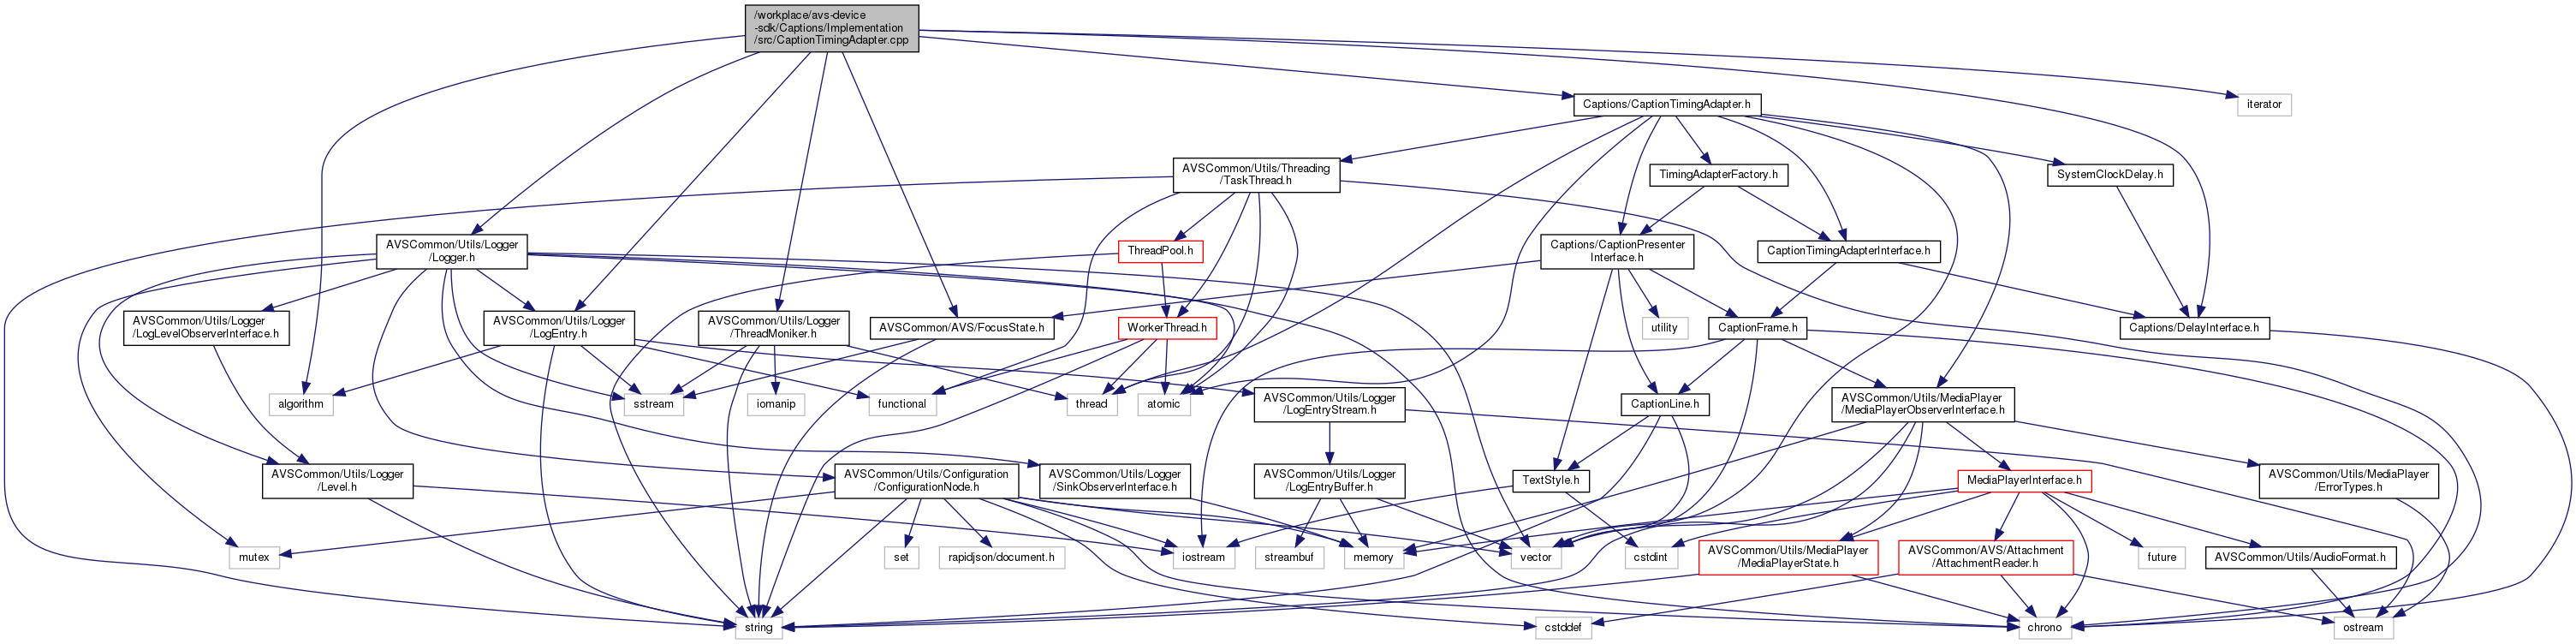 /workplace/avs-device
-sdk/Captions/Implementation
/src/CaptionTimingAdapter.cpp
Captions/CaptionTimingAdapter.h
iterator
AVSCommon/Utils/Threading
/TaskThread.h
TimingAdapterFactory.h
SystemClockDelay.h
AVSCommon/Utils/Logger
/Logger.h
ThreadPool.h
Captions/CaptionPresenter
Interface.h
CaptionTimingAdapterInterface.h
AVSCommon/Utils/Logger
/LogLevelObserverInterface.h
AVSCommon/Utils/Logger
/LogEntry.h
AVSCommon/Utils/Logger
/ThreadMoniker.h
AVSCommon/AVS/FocusState.h
WorkerThread.h
utility
CaptionFrame.h
Captions/DelayInterface.h
algorithm
sstream
iomanip
functional
thread
atomic
AVSCommon/Utils/Logger
/LogEntryStream.h
CaptionLine.h
AVSCommon/Utils/MediaPlayer
/MediaPlayerObserverInterface.h
AVSCommon/Utils/Logger
/Level.h
AVSCommon/Utils/Configuration
/ConfigurationNode.h
AVSCommon/Utils/Logger
/SinkObserverInterface.h
AVSCommon/Utils/Logger
/LogEntryBuffer.h
TextStyle.h
MediaPlayerInterface.h
AVSCommon/Utils/MediaPlayer
/ErrorTypes.h
mutex
set
rapidjson/document.h
iostream
streambuf
memory
vector
cstdint
AVSCommon/Utils/MediaPlayer
/MediaPlayerState.h
AVSCommon/AVS/Attachment
/AttachmentReader.h
future
AVSCommon/Utils/AudioFormat.h
string
cstddef
chrono
ostream